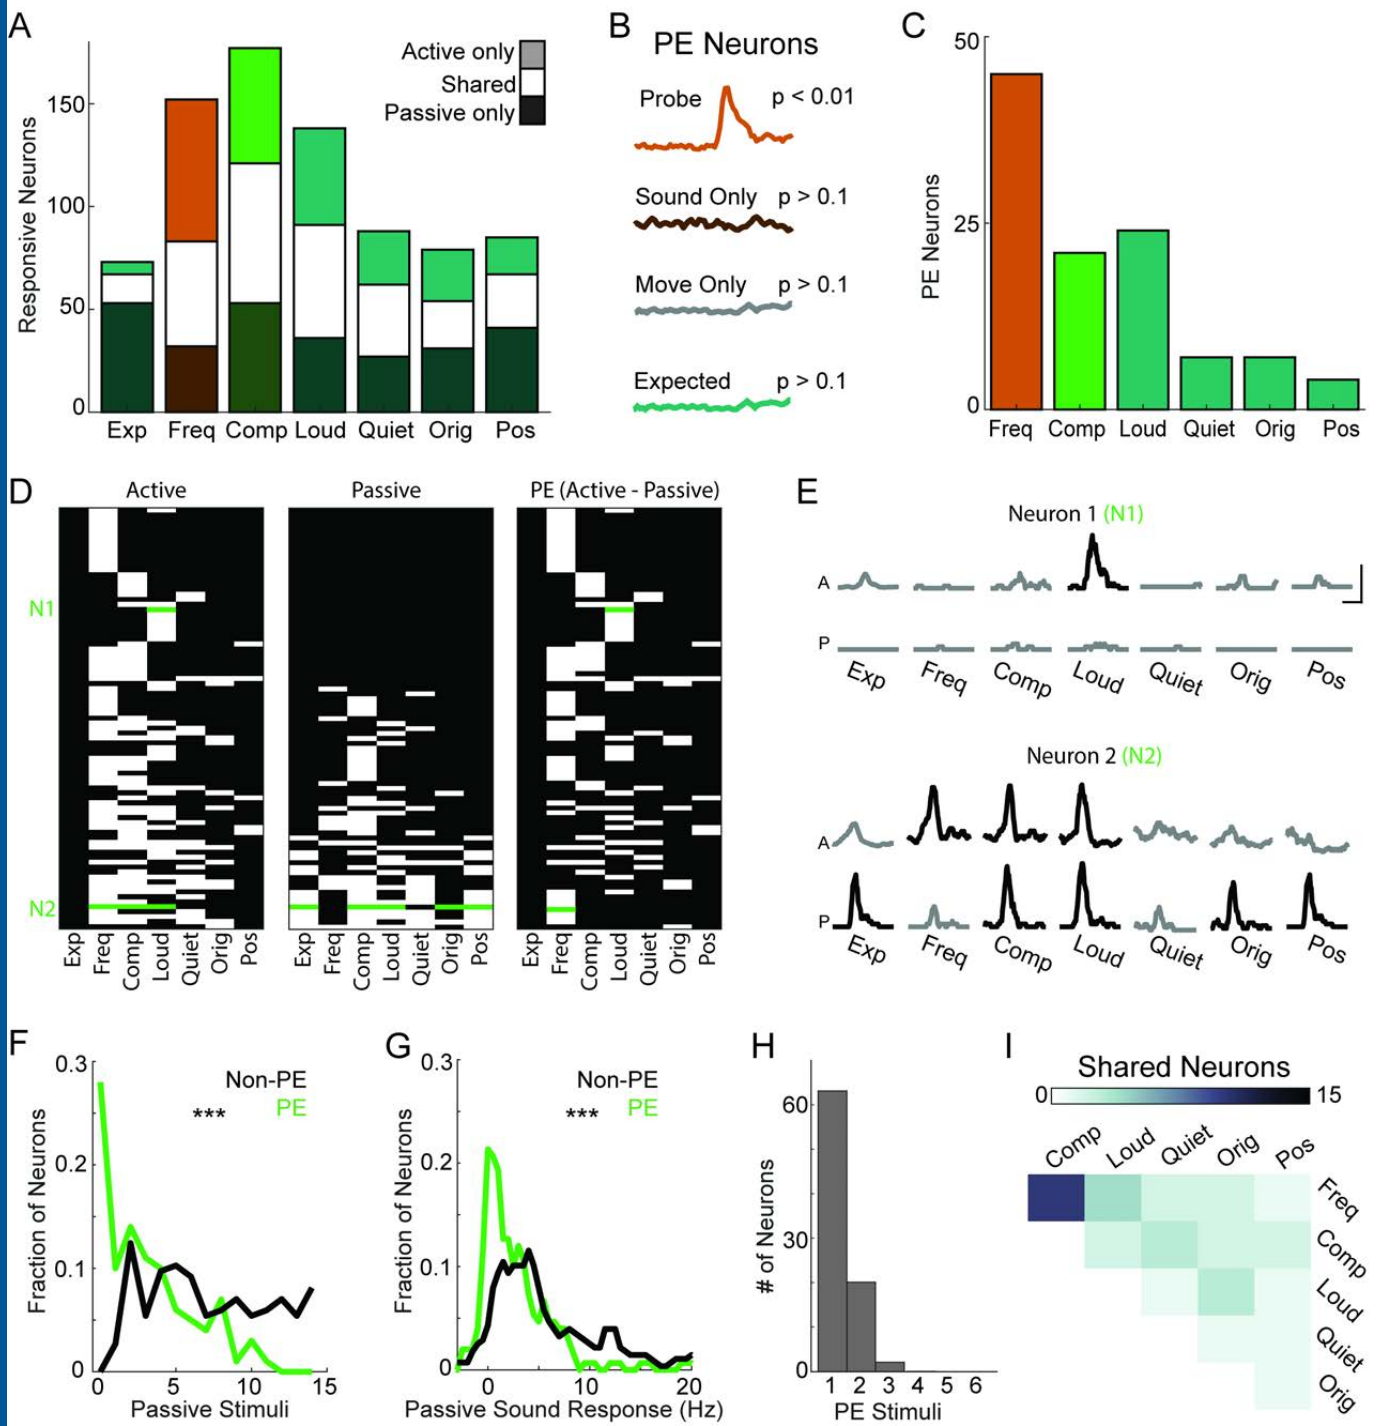 A
Active only
Shared
Passive only
Responsive Neurons
150
100
50
0
Exp Freq Comp Loud Quiet Orig Pos
B
PE Neurons
Probe p < 0.01
Sound Only p > 0.1
Move Only p > 0.1
Expected p > 0.1
C
PE Neurons
50
25
0
Freq Comp Loud Quiet Orig Pos
D
Active Passive PE (Active - Passive)
N1
N2
Exp Freq Comp Loud Quiet Orig Pos
Exp Freq Comp Loud Quiet Orig Pos
Exp Freq Comp Loud Quiet Orig Pos
E
Neuron 1 (N1)
A
P
Exp Freq Comp Loud Quiet Orig Pos
Neuron 2 (N2)
A
P
Exp Freq Comp Loud Quiet Orig Pos
F
Fraction of Neurons
0.3
0.2
0.1
0
Non-PE
*** PE
0 5 10 15
Passive Stimuli
G
Fraction of Neurons
0.3
0.2
0.1
0
Non-PE
*** PE
0 10 20
Passive Sound Response (Hz)
H
# of Neurons
60
30
0
1 2 3 4 5 6
PE Stimuli
I
Shared Neurons
0 15
Comp Loud Quiet Orig Pos
Freq
Comp
Loud
Quiet
Orig